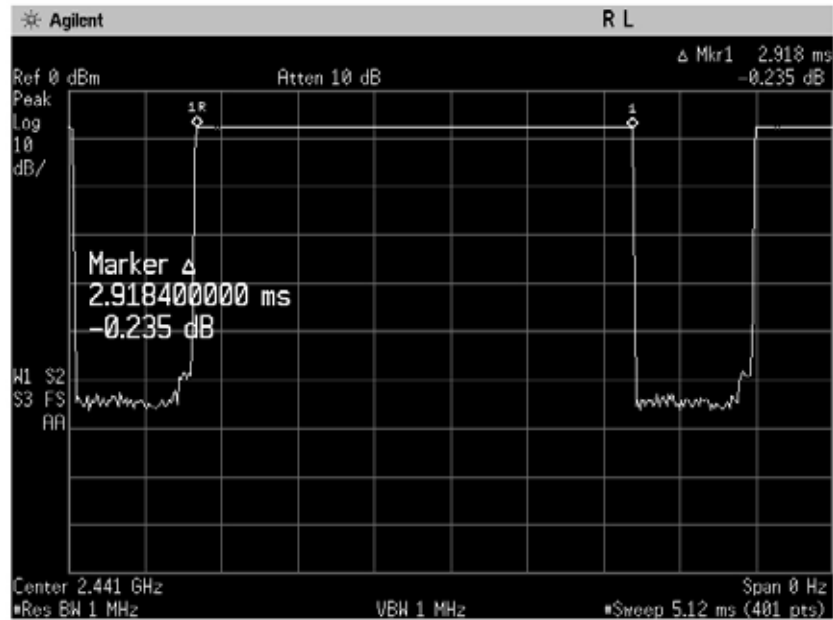 Agilent R L
Δ Mkr1 2.918 ms
Ref 0 dBm Atten 10 dB -0.235 dB
Peak
Log
10
dB/
1R
1
Marker Δ
2.918400000 ms
-0.235 dB
W1 S2
S3 FS
AA
Center 2.441 GHz Span 0 Hz
#Res BW 1 MHz VBW 1 MHz #Sweep 5.12 ms (401 pts)